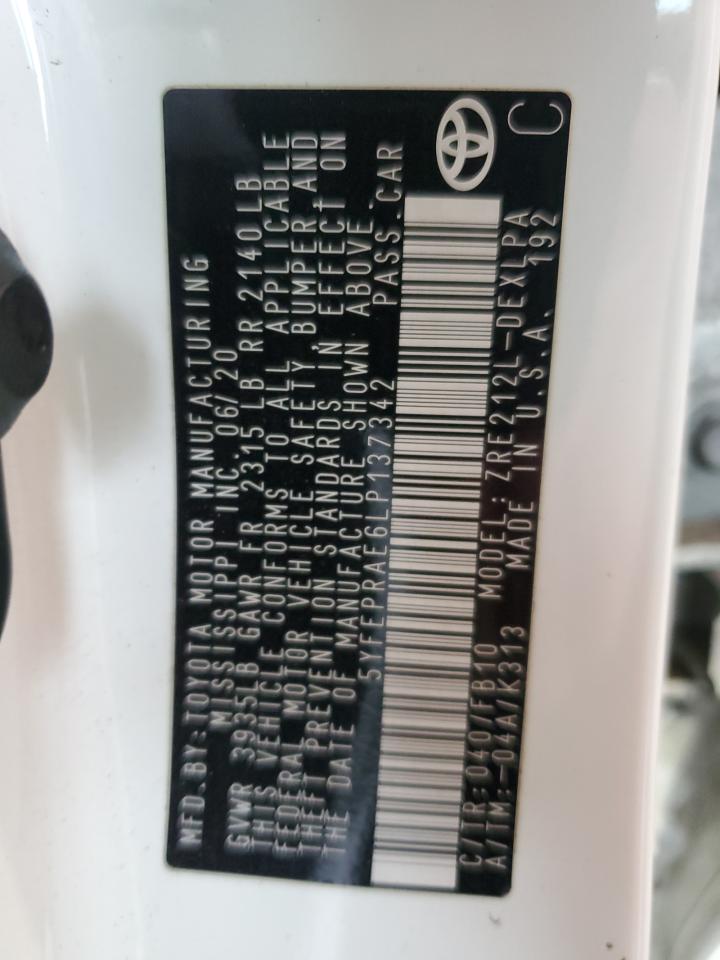 MFD.BY:TOYOTA MOTOR MANUFACTURING
MISSISSIPPI INC. 06/20
GVWR 3935LB GAWR FR 2315 LB RR 2140LB
THIS VEHICLE CONFORMS TO ALL APPLICABLE
FEDERAL MOTOR VEHICLE SAFETY, BUMPER AND
THEFT PREVENTION STANDARDS IN EFFECT ON
THE DATE OF MANUFACTURE SHOWN ABOVE.
5YFEPRAE6LP137342 PASS.CAR
C/TR:040/FB10 MODEL:ZRE212L-DEXLPA
A/TM:-04A/K313 MADE IN U.S.A. 192
C